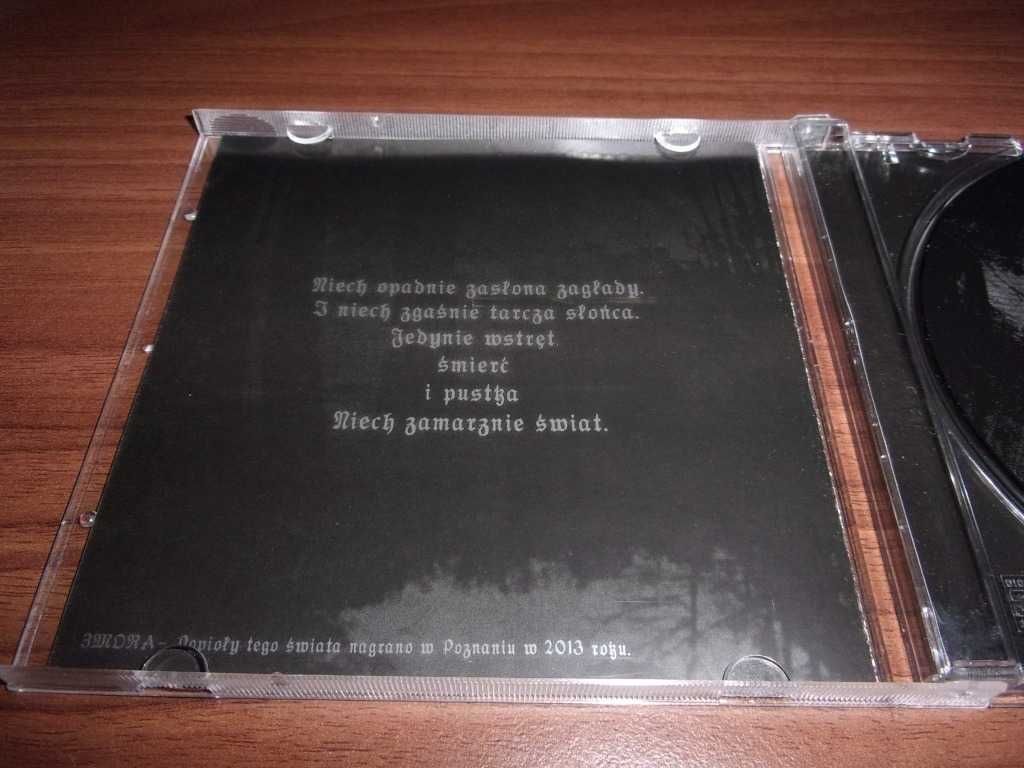 Niech opadnie zasłona zagłady.
I niech zgaśnie tarcza słońca.
Jedynie wstręt
śmierć
i pustka
Niech zamarznie świat.
ZMORA- Popioły tego świata nagrano w Poznaniu w 2013 roku.